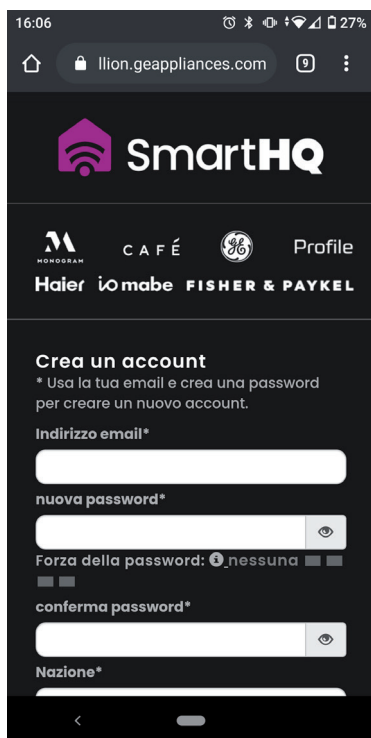 16:06 27%
llion.geappliances.com 9
SmartHQ
MONOGRAM CAFÉ GE Profile
Haier io mabe FISHER & PAYKEL
Crea un account
* Usa la tua email e crea una password
per creare un nuovo account.
Indirizzo email*
nuova password*
Forza della password: nessuna
conferma password*
Nazione*